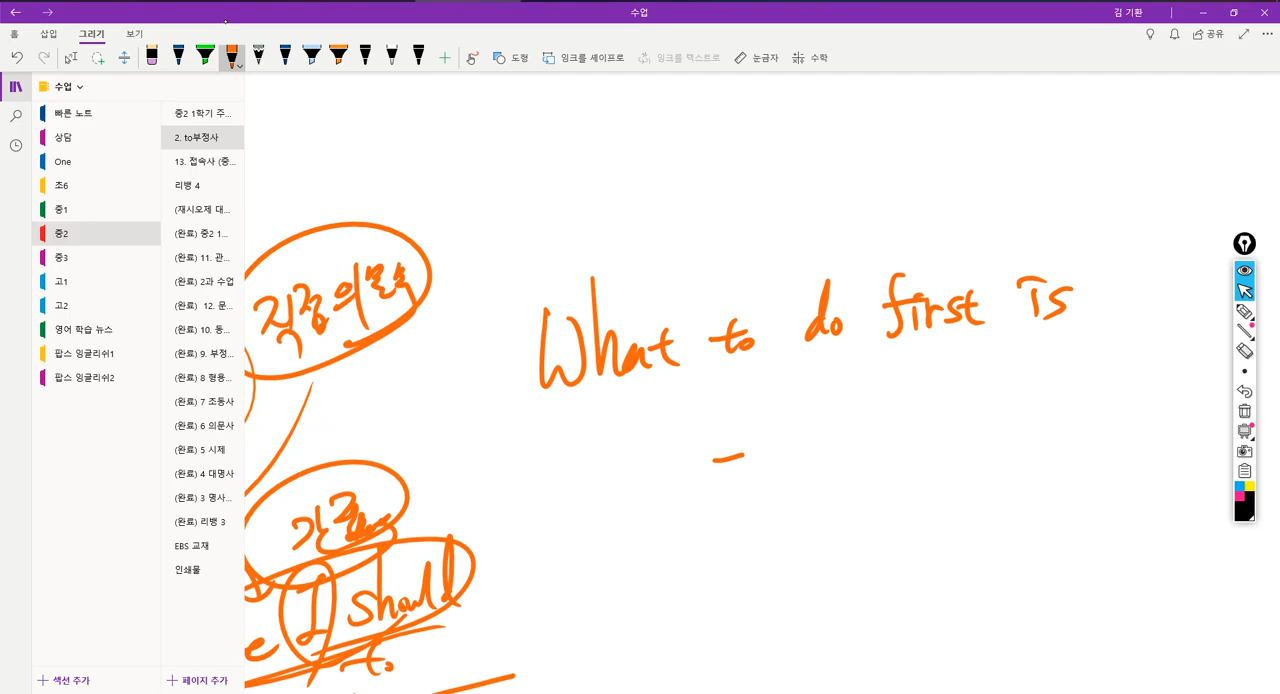 수업
김 기환
홈 삽입 그리기 보기
공유
도형 잉크를 셰이프로 잉크를 텍스트로 눈금자 수학
수업
빠른 노트
상담
One
초6
중1
중2
중3
고1
고2
영어 학습 뉴스
팝스 잉글리쉬1
팝스 잉글리쉬2
섹션 추가
중2 1학기 주...
2. to부정사
13. 접속사 (중...
리뱅 4
(재시오제 대...
(완료) 중2 1...
(완료) 11. 관...
(완료) 2과 수업
(완료) 12. 문...
(완료) 10. 동...
(완료) 9. 부정...
(완료) 8 형용...
(완료) 7 조동사
(완료) 6 의문사
(완료) 5 시제
(완료) 4 대명사
(완료) 3 명사...
(완료) 리뱅 3
EBS 교재
인쇄물
페이지 추가
직접의문
What to do first is
간
I should
to